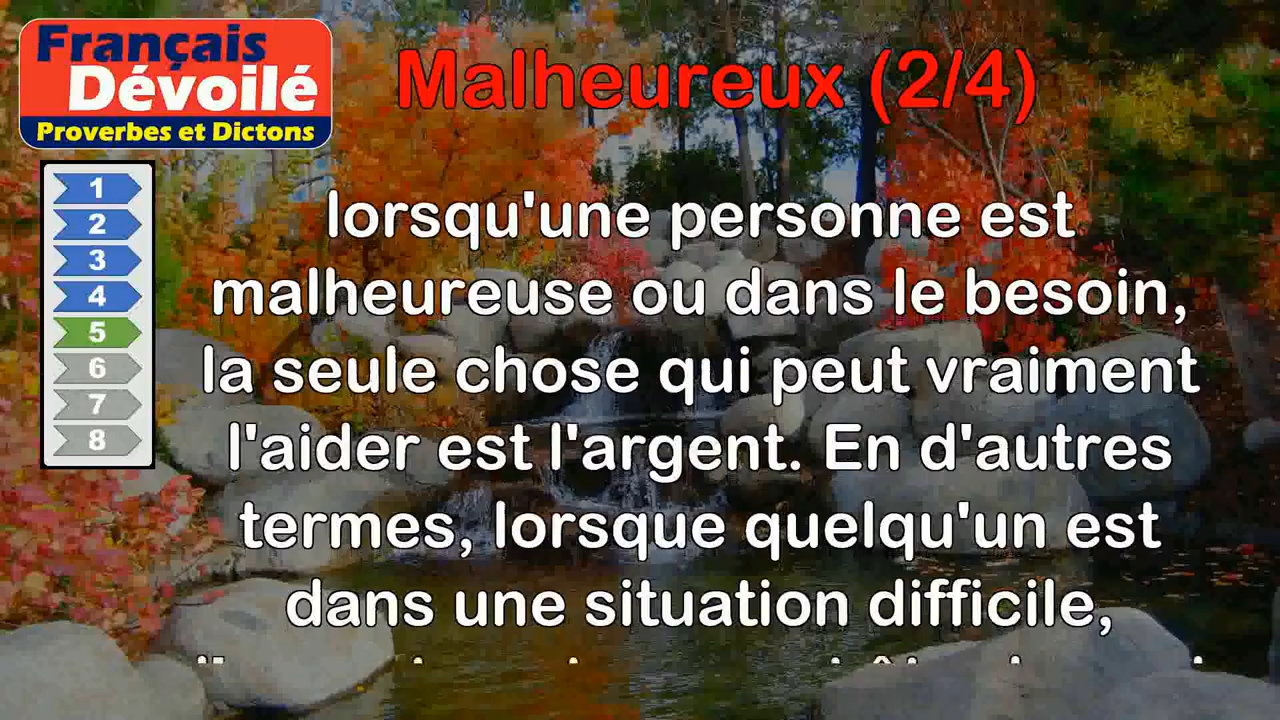 Français
Dévoilé
Proverbes et Dictons
Malheureux (2/4)
1
2
3
4
5
6
7
8
lorsqu'une personne est
malheureuse ou dans le besoin,
la seule chose qui peut vraiment
l'aider est l'argent. En d'autres
termes, lorsque quelqu'un est
dans une situation difficile,